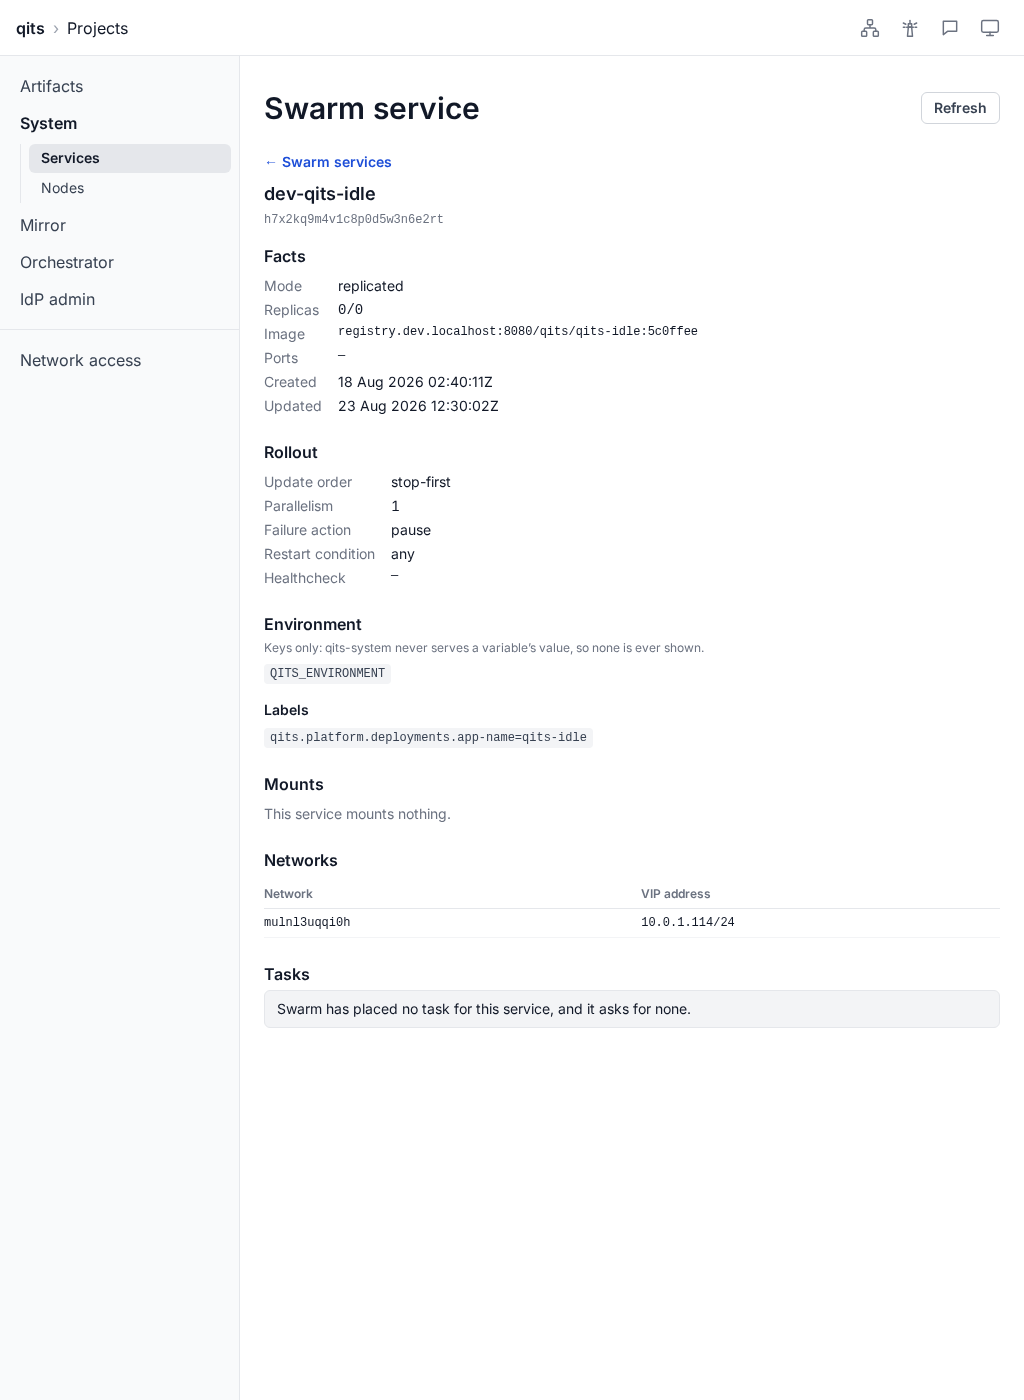 qits › Projects
Artifacts
System
Services
Nodes
Mirror
Orchestrator
IdP admin
Network access
Swarm service
Refresh
← Swarm services
dev-qits-idle
h7x2kq9m4v1c8p0d5w3n6e2rt
Facts
Mode replicated
Replicas 0/0
Image registry.dev.localhost:8080/qits/qits-idle:5c0ffee
Ports —
Created 18 Aug 2026 02:40:11Z
Updated 23 Aug 2026 12:30:02Z
Rollout
Update order stop-first
Parallelism 1
Failure action pause
Restart condition any
Healthcheck —
Environment
Keys only: qits-system never serves a variable’s value, so none is ever shown.
QITS_ENVIRONMENT
Labels
qits.platform.deployments.app-name=qits-idle
Mounts
This service mounts nothing.
Networks
Network VIP address
mulnl3uqqi0h 10.0.1.114/24
Tasks
Swarm has placed no task for this service, and it asks for none.